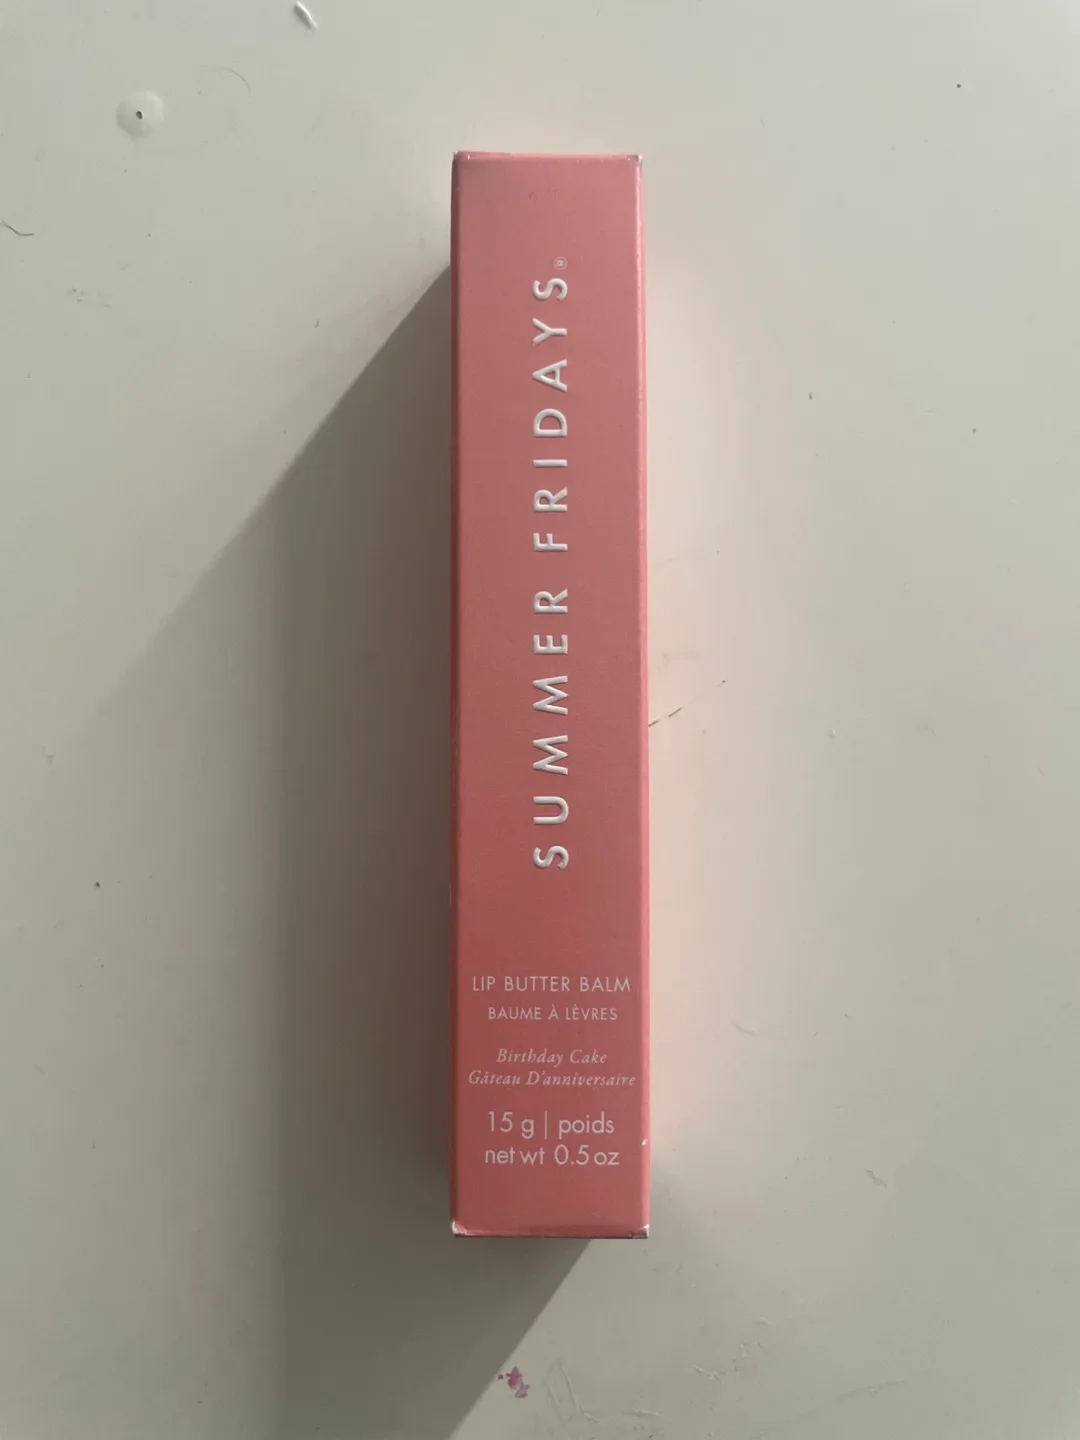 SUMMER FRIDAYS®
LIP BUTTER BALM
BAUME À LÈVRES
Birthday Cake
Gâteau D'anniversaire
15 g | poids
net wt 0.5 oz